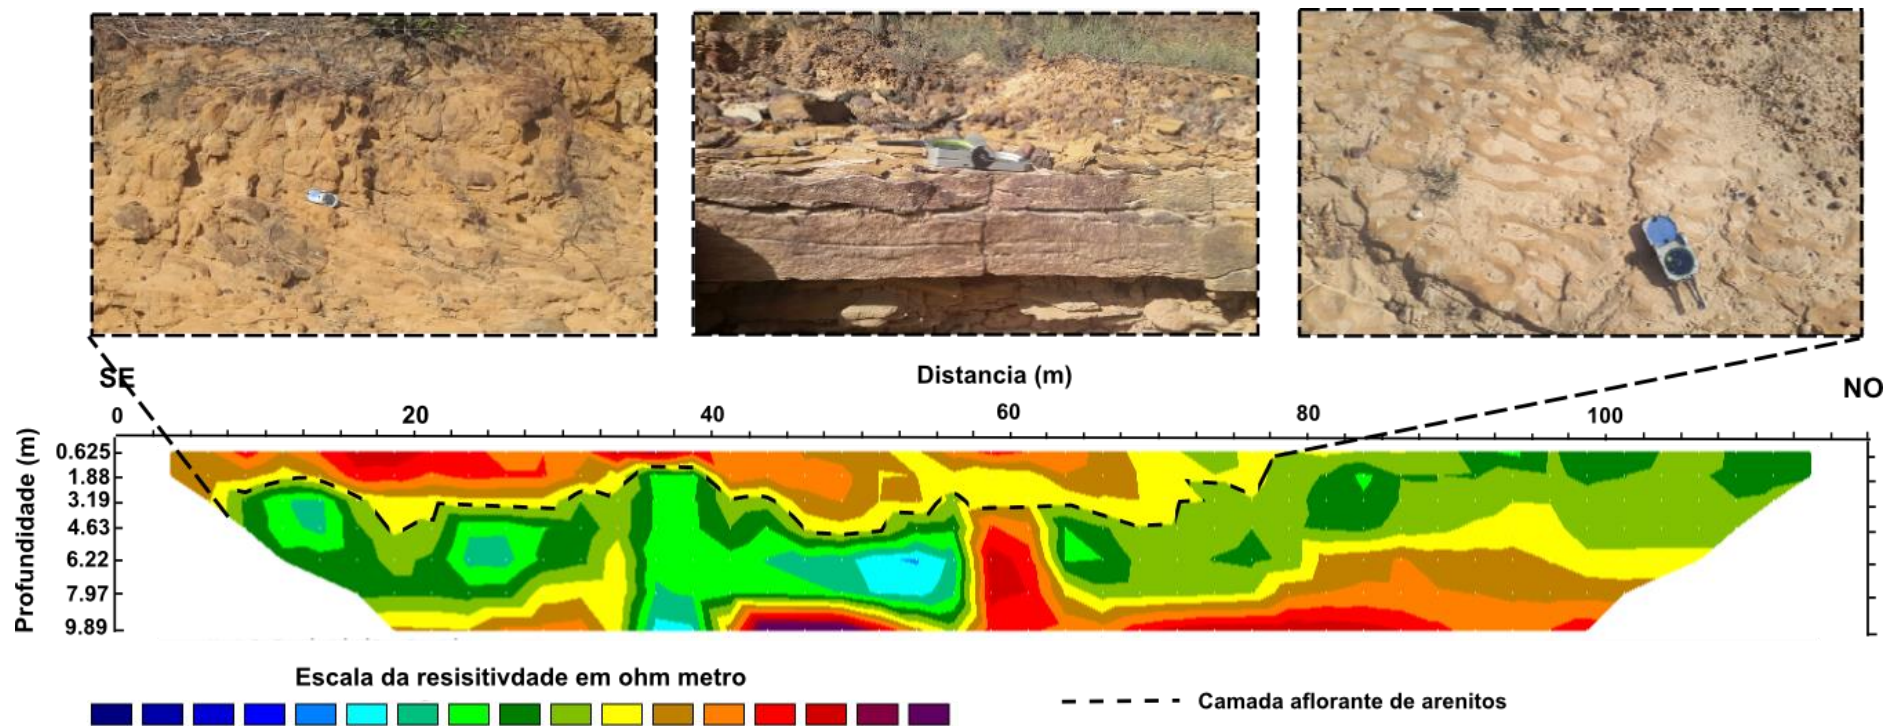 Distancia (m)
SE
NO
0 20 40 60 80 100
Profundidade (m)
0.625
1.88
3.19
4.63
6.22
7.97
9.89
Escala da resisitivdade em ohm metro
Camada aflorante de arenitos